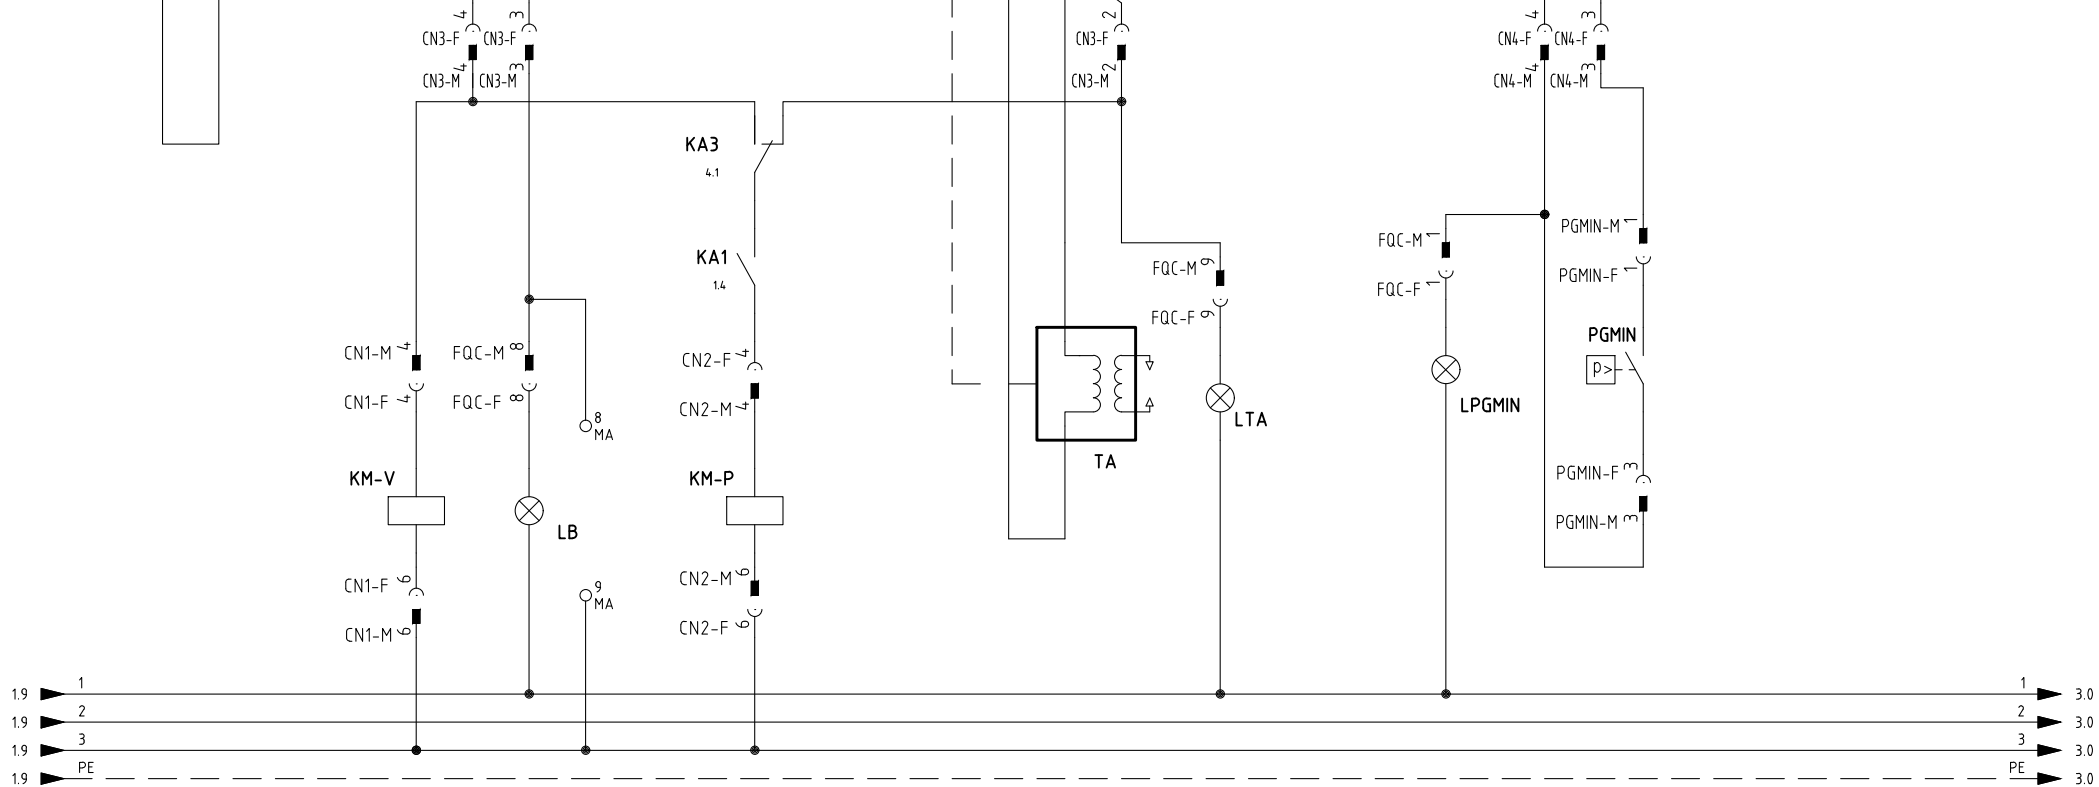 4 3 2 4 3
CN3-F CN3-F CN3-F CN4-F CN4-F
4 3 2 4 3
CN3-M CN3-M CN3-M CN4-M CN4-M
KA3
4.1
PGMIN-M 1
FQC-M 1
KA1
FQC-M 9
PGMIN-F 1
1.4
FQC-F 1
FQC-F 9
PGMIN
CN1-M 4 FQC-M 8 CN2-F 4
p>
CN1-F 4 FQC-F 8 CN2-M 4
LPGMIN
8
MA
LTA
TA
PGMIN-F 3
KM-V KM-P
PGMIN-M 3
LB
CN1-F 6 CN2-M 6
9
MA
CN1-M 6 CN2-F 6
1.9 1 1 3.0
1.9 2 2 3.0
1.9 3 3 3.0
1.9 PE PE 3.0